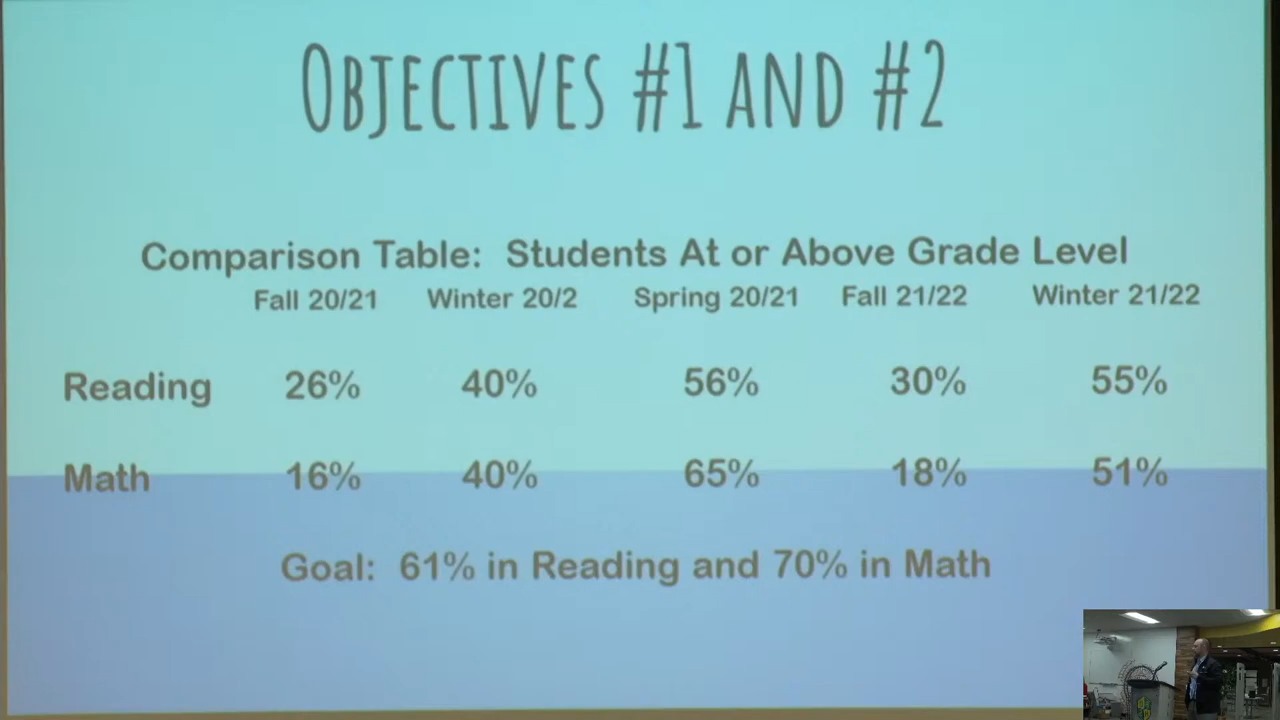 OBJECTIVES #1 AND #2
Comparison Table: Students At or Above Grade Level
Fall 20/21 Winter 20/2 Spring 20/21 Fall 21/22 Winter 21/22
Reading 26% 40% 56% 30% 55%
Math 16% 40% 65% 18% 51%
Goal: 61% in Reading and 70% in Math